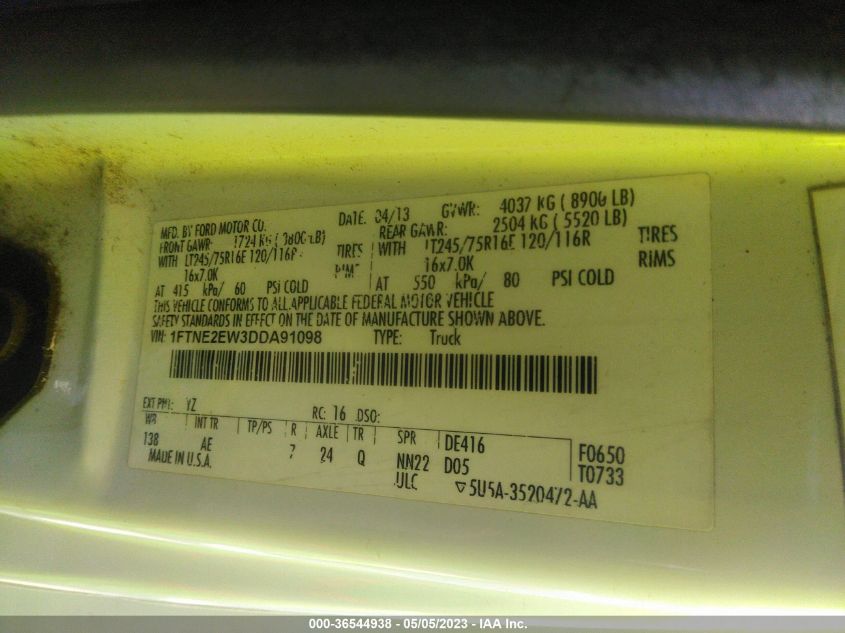 MFD. BY FORD MOTOR CO. DATE: 04/13 GVWR: 4037 KG ( 8900 LB)
FRONT GAWR: 1724 KG ( 3800 LB) REAR GAWR: 2504 KG ( 5520 LB)
WITH LT245/75R16E 120/116R TIRES WITH LT245/75R16E 120/116R TIRES
16x7.0K RIMS 16x7.0K RIMS
AT 415 kPa/ 60 PSI COLD AT 550 kPa/ 80 PSI COLD
THIS VEHICLE CONFORMS TO ALL APPLICABLE FEDERAL MOTOR VEHICLE
SAFETY STANDARDS IN EFFECT ON THE DATE OF MANUFACTURE SHOWN ABOVE.
VIN: 1FTNE2EW3DDA91098 TYPE: Truck
EXT PNT: YZ RC: 16 DSO:
WB INT TR TP/PS R AXLE TR SPR DE416 F0650
138 AE 7 24 Q NN22 D05 T0733
MADE IN U.S.A. ULC ▽5U5A-3520472-AA
000-36544938 - 05/05/2023 - IAA Inc.